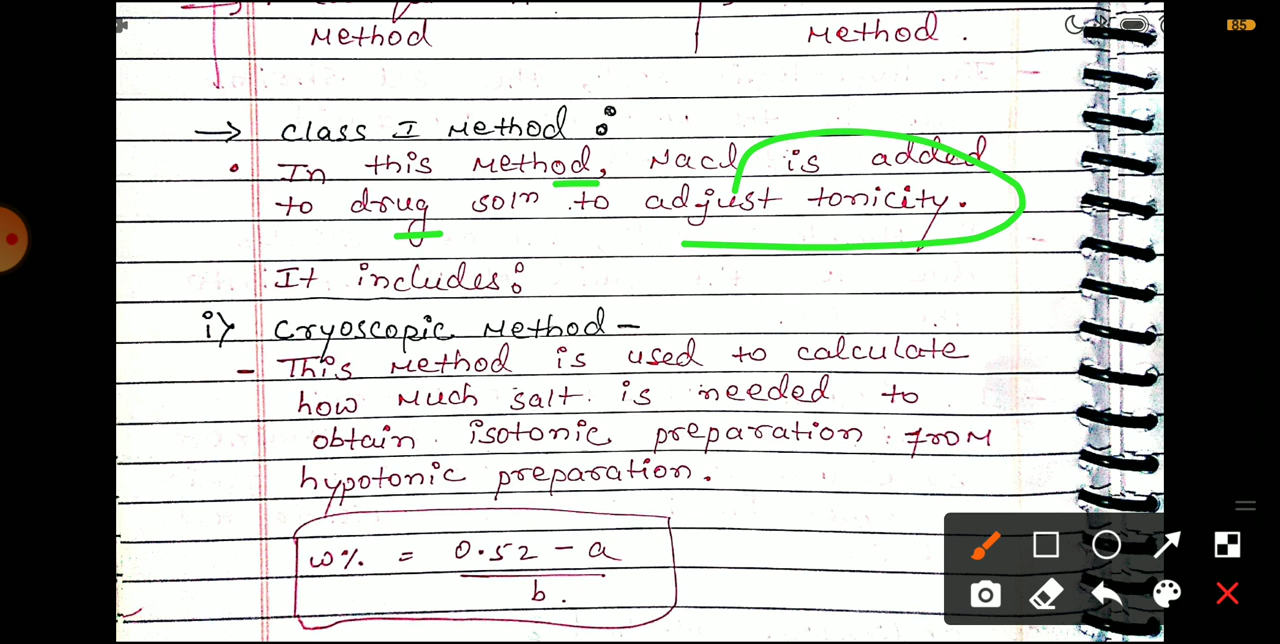 Method
Method .
→ Class I Method :
• In this Method, Nacl is added
to drug soln to adjust tonicity.
It includes :
i) Cryoscopic Method -
- This Method is used to calculate
how Much salt is needed to
obtain isotonic preparation from
hypotonic preparation.
w% = 0.52 - a
b.
85